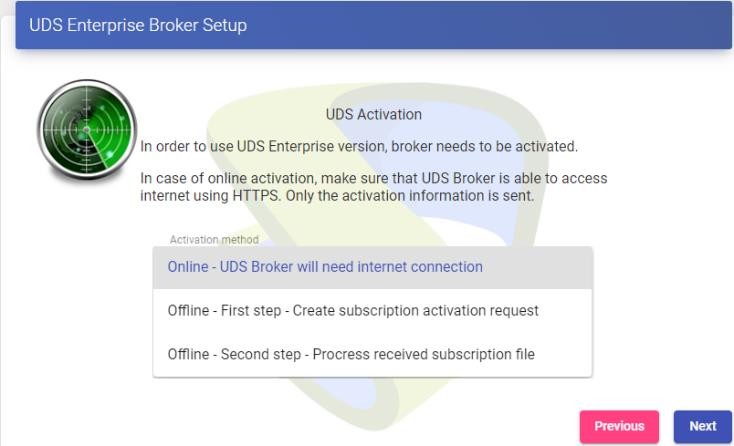 UDS Enterprise Broker Setup
UDS Activation
In order to use UDS Enterprise version, broker needs to be activated.
In case of online activation, make sure that UDS Broker is able to access
internet using HTTPS. Only the activation information is sent.
Activation method
Online - UDS Broker will need internet connection
Offline - First step - Create subscription activation request
Offline - Second step - Procress received subscription file
Previous
Next